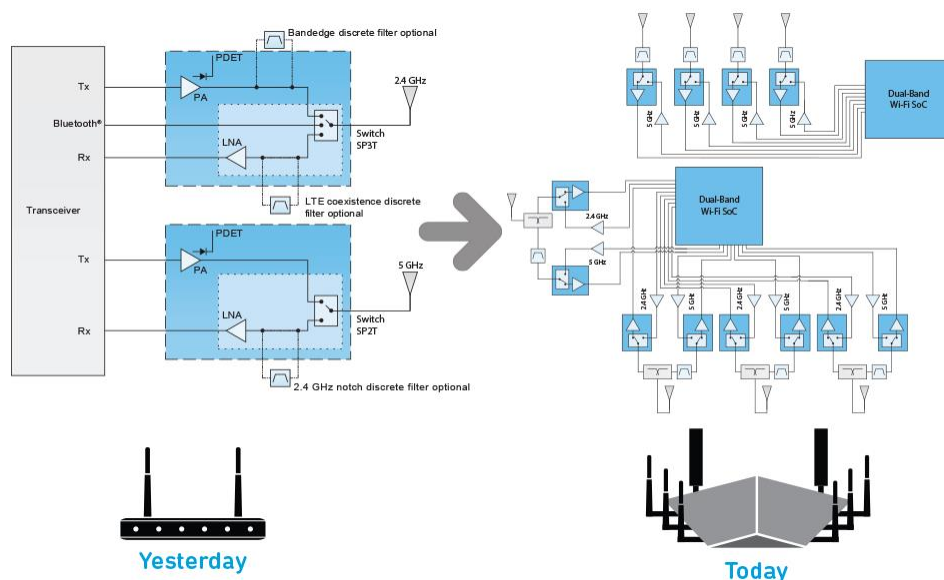 Bandedge discrete filter optional
PDET
Tx
PA
2.4 GHz
Bluetooth®
Switch
SP3T
LNA
Rx
LTE coexistence discrete
filter optional
Transceiver
PDET
Tx
PA
5 GHz
LNA
Switch
SP2T
Rx
2.4 GHz notch discrete filter optional
Yesterday
5 GHz
5 GHz
5 GHz
5 GHz
Dual-Band
Wi-Fi SoC
Dual-Band
Wi-Fi SoC
2.4 GHz
5 GHz
2.4 GHz
5 GHz
2.4 GHz
5 GHz
2.4 GHz
5 GHz
Today